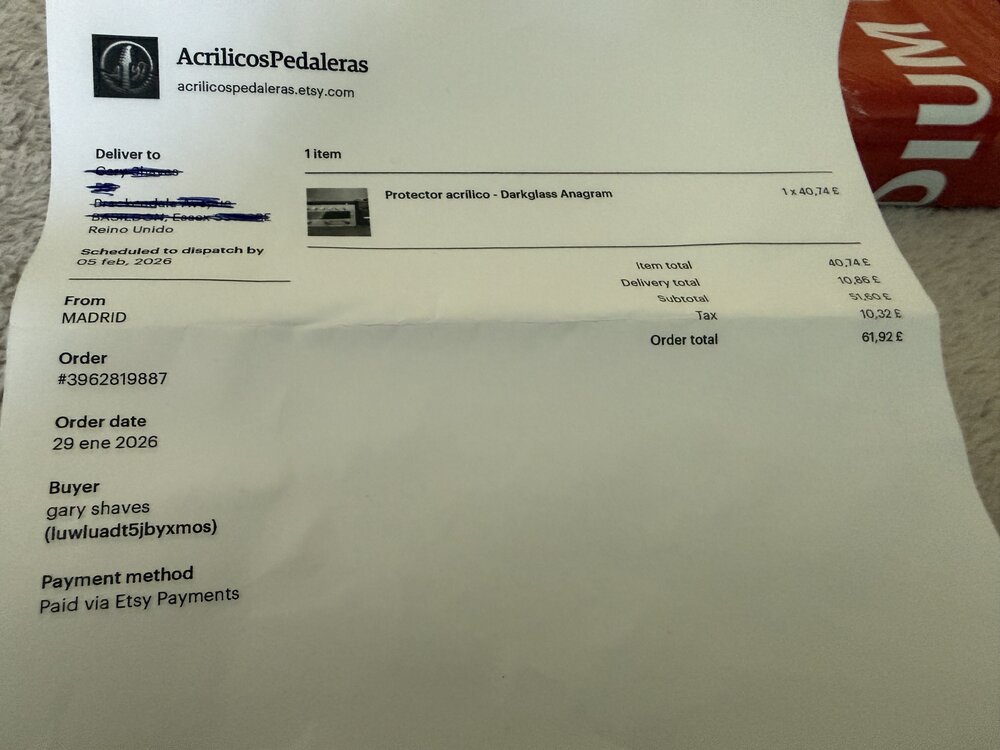 AcrilicosPedaleras
acrilicospedaleras.etsy.com
Deliver to
Reino Unido
Scheduled to dispatch by
05 feb, 2026
From
MADRID
Order
#3962819887
Order date
29 ene 2026
Buyer
gary shaves
(luwluadt5jbyxmos)
Payment method
Paid via Etsy Payments
1 item
Protector acrílico - Darkglass Anagram 1 x 40,74 £
Item total 40,74 £
Delivery total 10,86 £
Subtotal 51,60 £
Tax 10,32 £
Order total 61,92 £